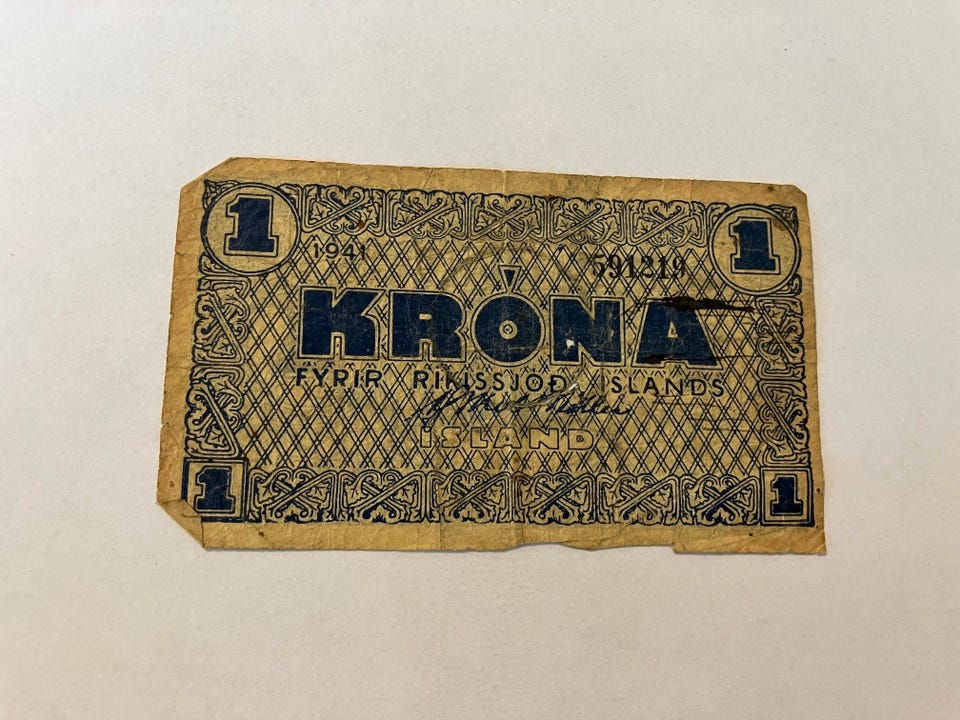 1 1
1941 591219
KRÓNA
FYRIR RÍKISSJÓÐ ÍSLANDS
ÍSLAND
1 1